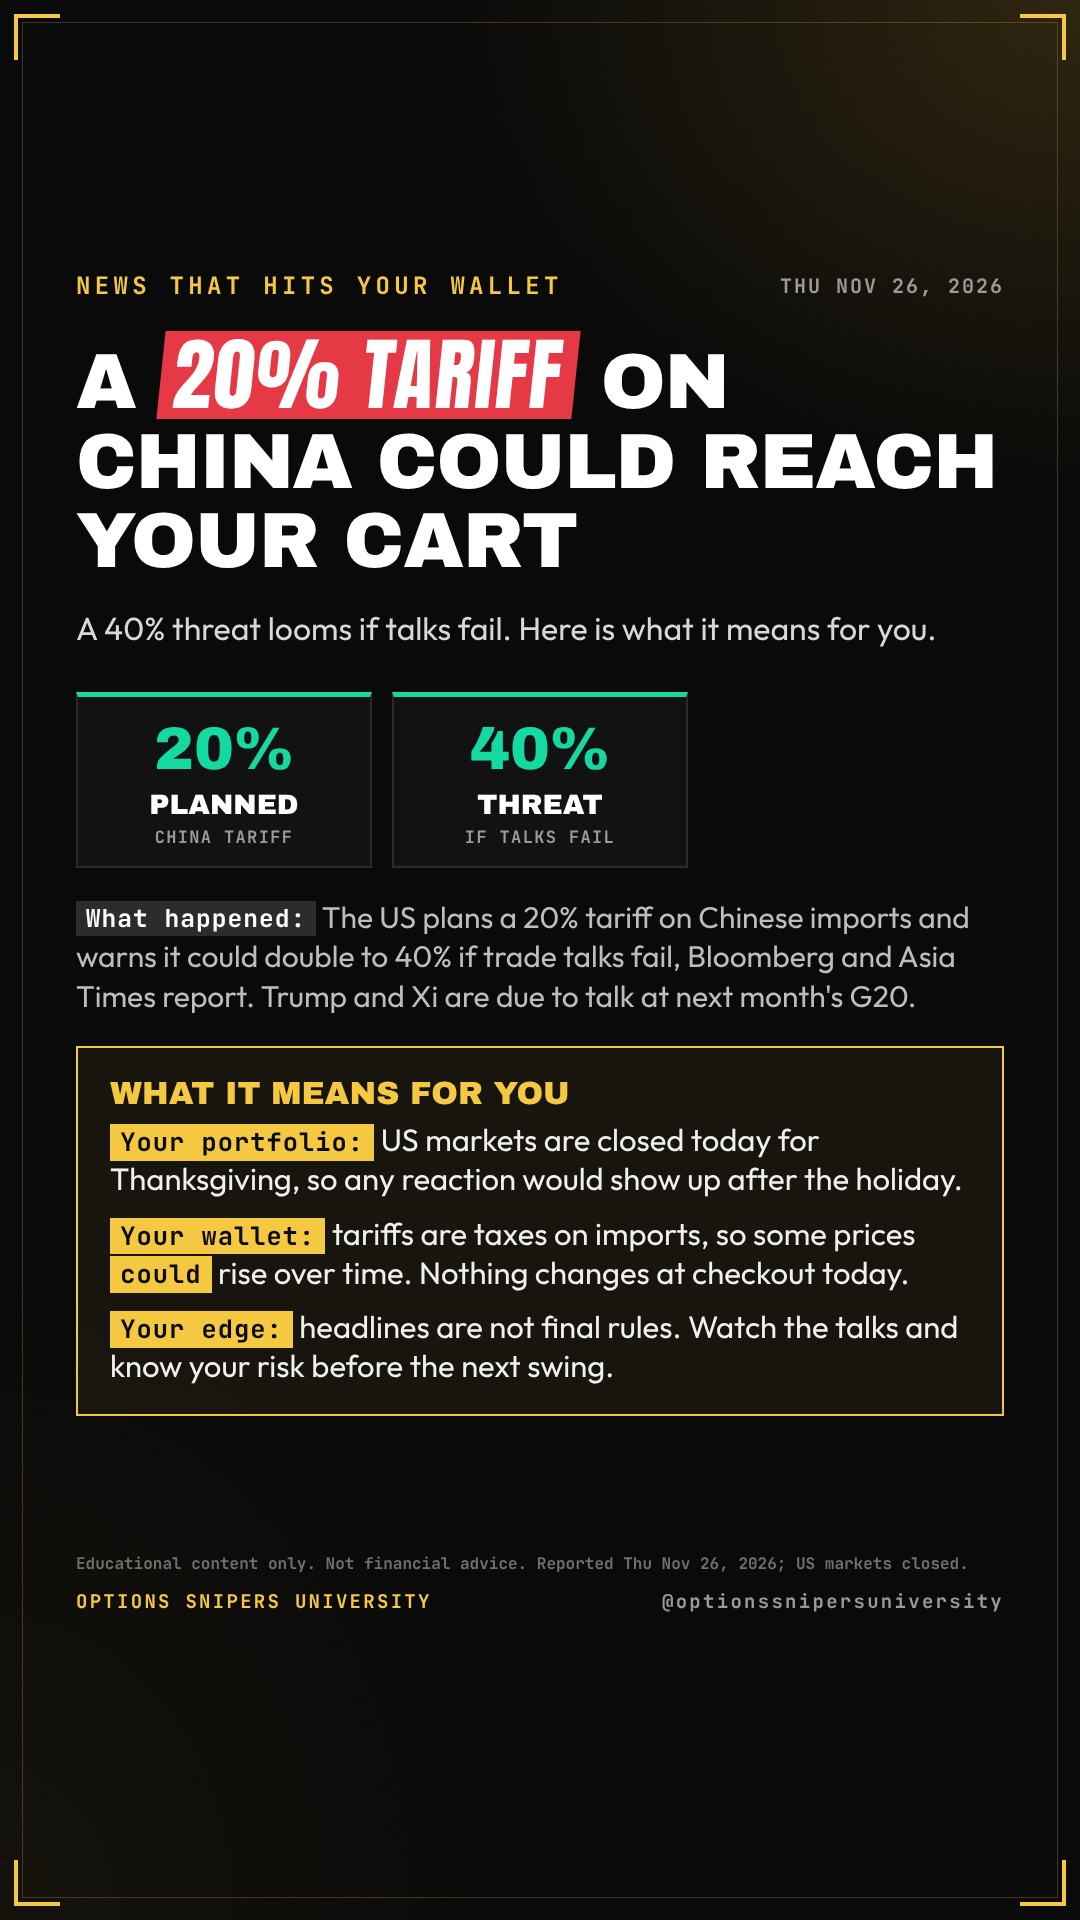 NEWS THAT HITS YOUR WALLET
THU NOV 26, 2026
A 20% TARIFF ON
CHINA COULD REACH
YOUR CART
A 40% threat looms if talks fail. Here is what it means for you.
20%
PLANNED
CHINA TARIFF
40%
THREAT
IF TALKS FAIL
What happened: The US plans a 20% tariff on Chinese imports and
warns it could double to 40% if trade talks fail, Bloomberg and Asia
Times report. Trump and Xi are due to talk at next month's G20.
WHAT IT MEANS FOR YOU
Your portfolio: US markets are closed today for
Thanksgiving, so any reaction would show up after the holiday.
Your wallet: tariffs are taxes on imports, so some prices
could rise over time. Nothing changes at checkout today.
Your edge: headlines are not final rules. Watch the talks and
know your risk before the next swing.
Educational content only. Not financial advice. Reported Thu Nov 26, 2026; US markets closed.
OPTIONS SNIPERS UNIVERSITY
@optionssnipersuniversity